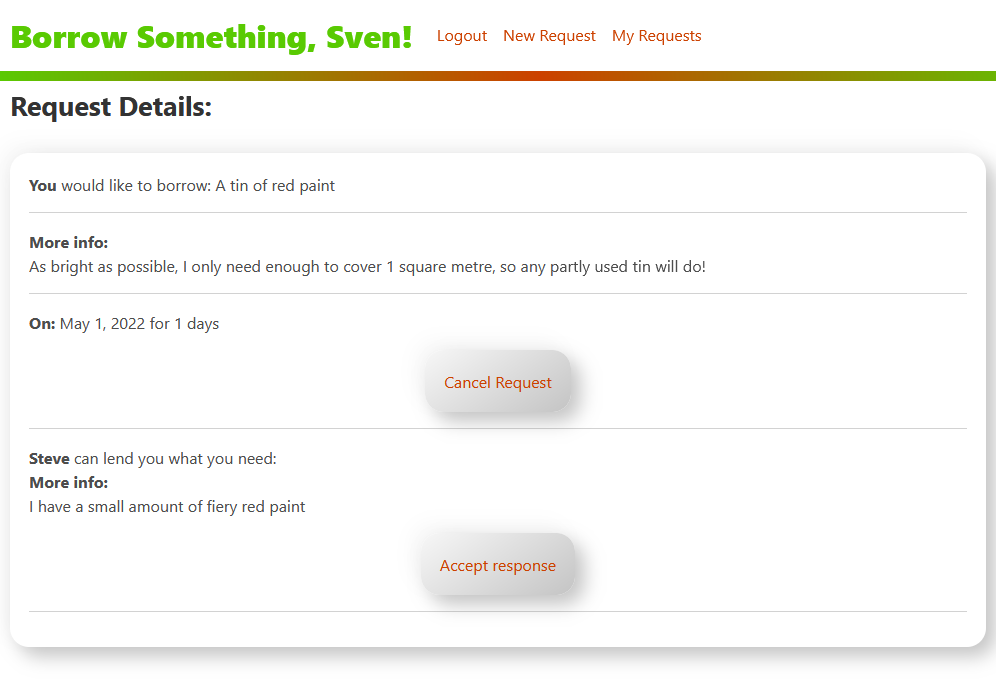 Borrow Something, Sven! Logout New Request My Requests
Request Details:
You would like to borrow: A tin of red paint
More info:
As bright as possible, I only need enough to cover 1 square metre, so any partly used tin will do!
On: May 1, 2022 for 1 days
Cancel Request
Steve can lend you what you need:
More info:
I have a small amount of fiery red paint
Accept response